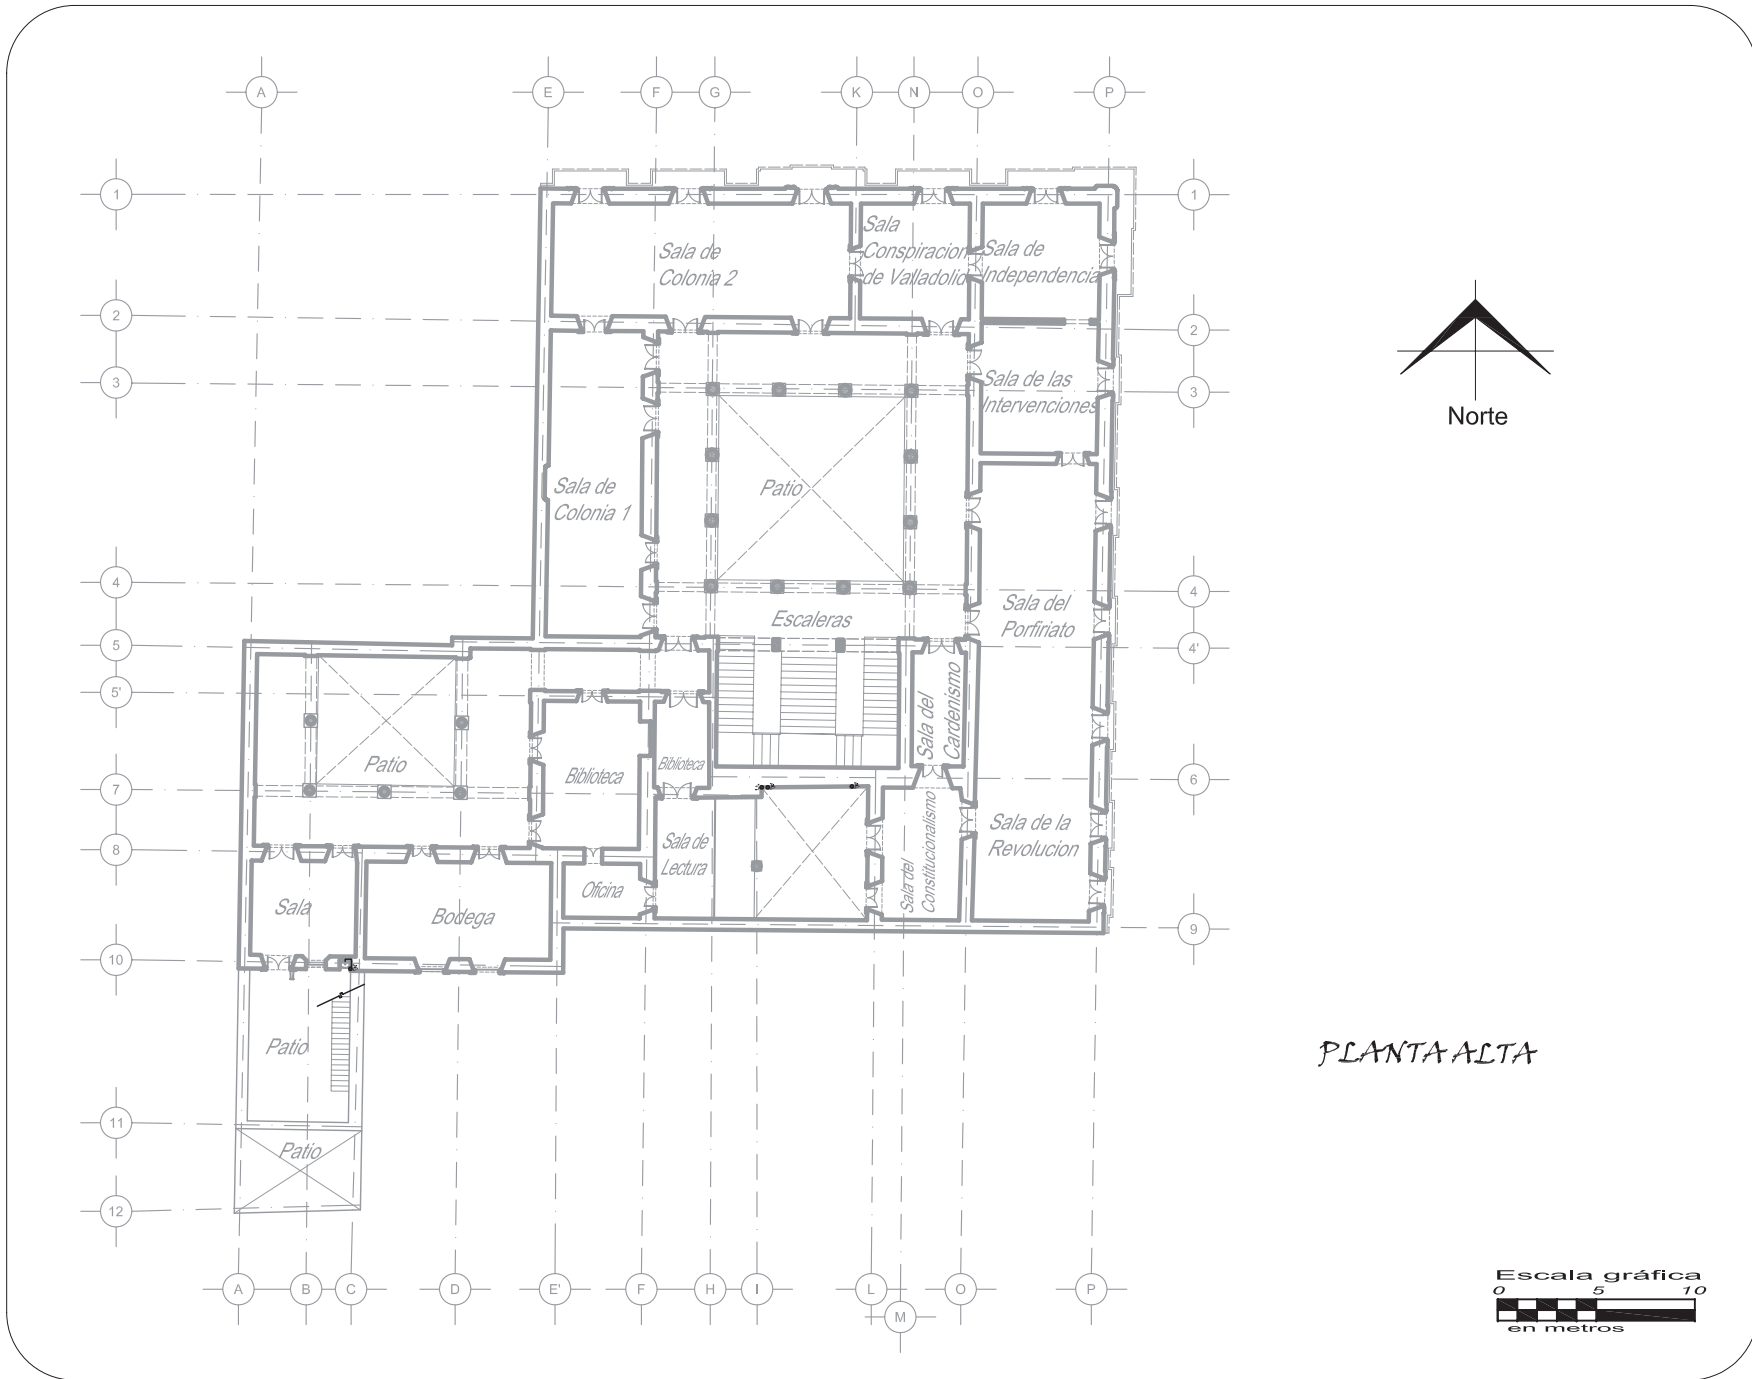 A E F G K N O P
1 1
Sala
Sala de
Colonia 2
Conspiracion
de Valladolid
Sala de
Independencia
2 2
3 3
Sala de las
Intervenciones
Norte
Sala de
Colonia 1
Patio
4 4
Escaleras
Sala del
Porfiriato
5 4'
5'
Sala del
Cardenismo
Patio
Biblioteca
Biblioteca
6
7
Sala de la
Revolucion
8
Sala de
Lectura
Sala del
Constitucionalismo
Oficina
Sala
Bodega
9
10
Patio
PLANTA ALTA
11
Patio
12
A B C D E' F H I L M O P
Escala gráfica
0 5 10
en metros